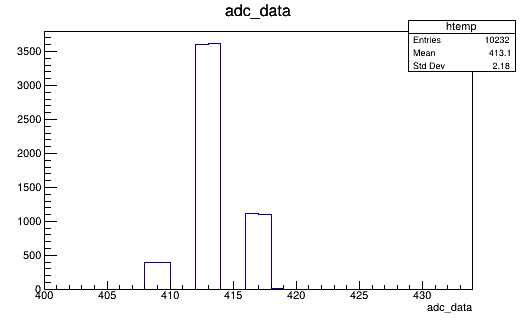 adc_data
htemp
Entries 10232
Mean 413.1
Std Dev 2.18
3500
3000
2500
2000
1500
1000
500
0
400 405 410 415 420 425 430
adc_data